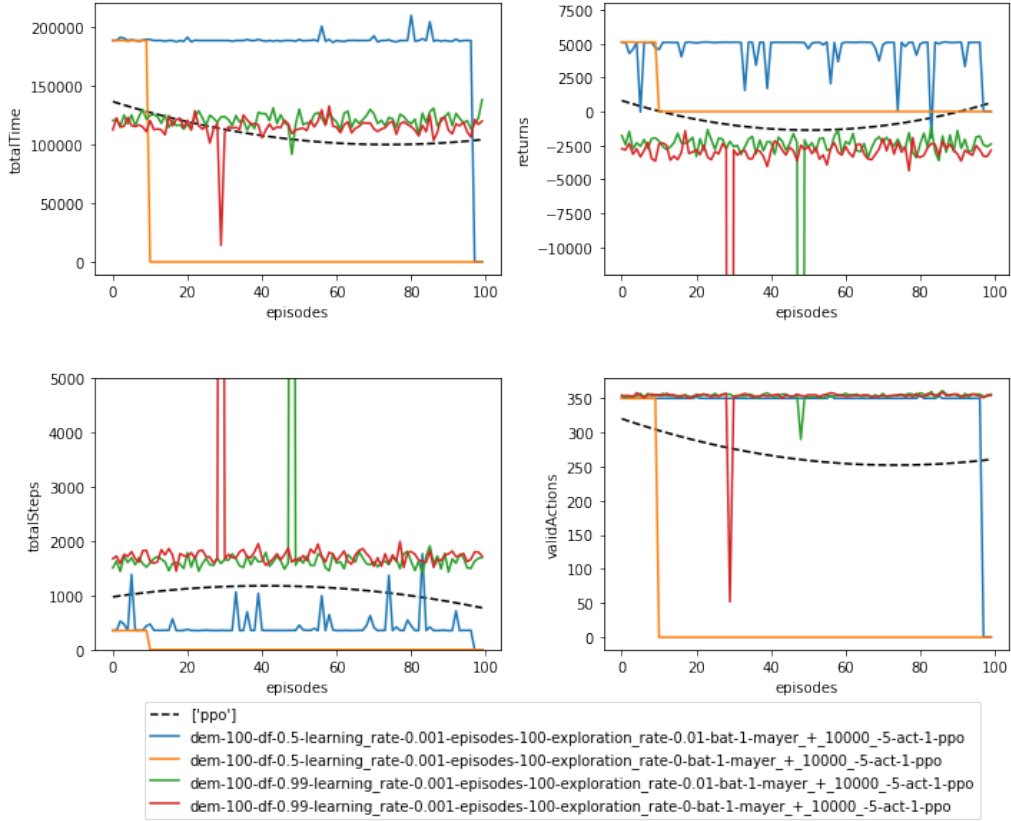 200000
150000
100000
50000
0
totalTime
0 20 40 60 80 100
episodes
7500
5000
2500
0
−2500
−5000
−7500
−10000
returns
0 20 40 60 80 100
episodes
5000
4000
3000
2000
1000
0
totalSteps
0 20 40 60 80 100
episodes
350
300
250
200
150
100
50
0
validActions
0 20 40 60 80 100
episodes
['ppo']
dem-100-df-0.5-learning_rate-0.001-episodes-100-exploration_rate-0.01-bat-1-mayer_+_10000_-5-act-1-ppo
dem-100-df-0.5-learning_rate-0.001-episodes-100-exploration_rate-0-bat-1-mayer_+_10000_-5-act-1-ppo
dem-100-df-0.99-learning_rate-0.001-episodes-100-exploration_rate-0.01-bat-1-mayer_+_10000_-5-act-1-ppo
dem-100-df-0.99-learning_rate-0.001-episodes-100-exploration_rate-0-bat-1-mayer_+_10000_-5-act-1-ppo